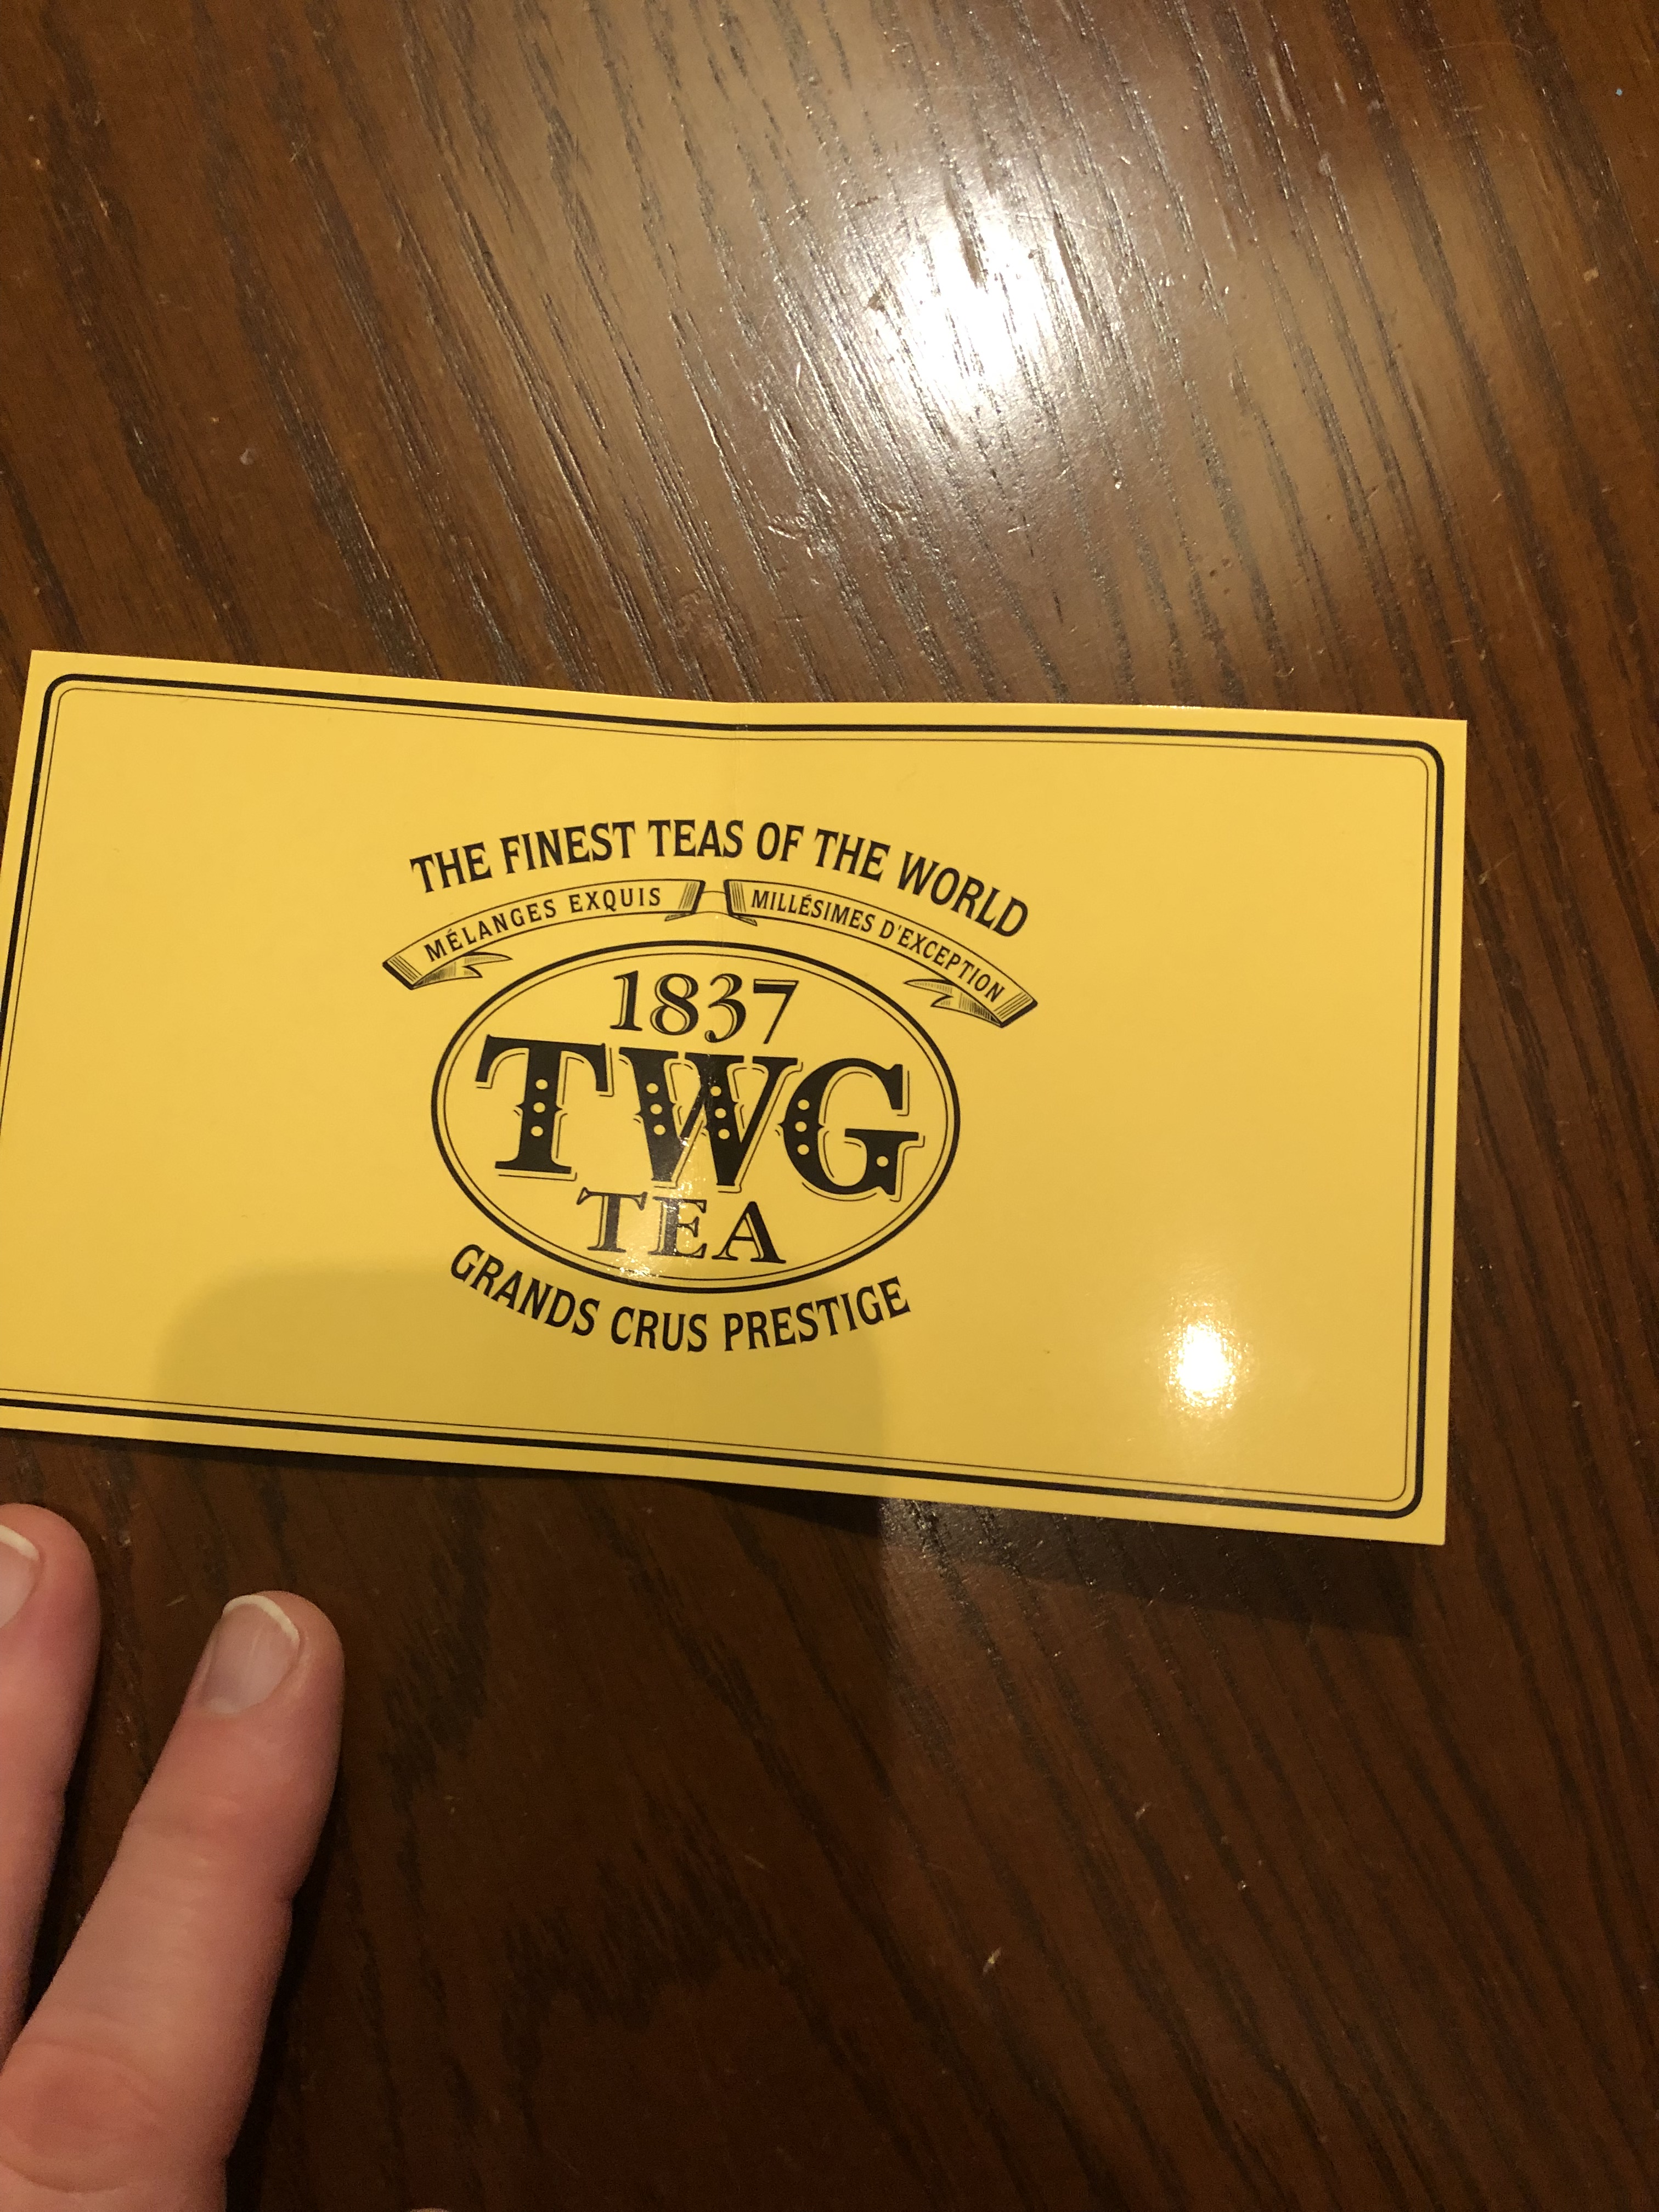 THE FINEST TEAS OF THE WORLD
MÉLANGES EXQUIS MILLÉSIMES D'EXCEPTION
1837
TWG
TEA
GRANDS CRUS PRESTIGE